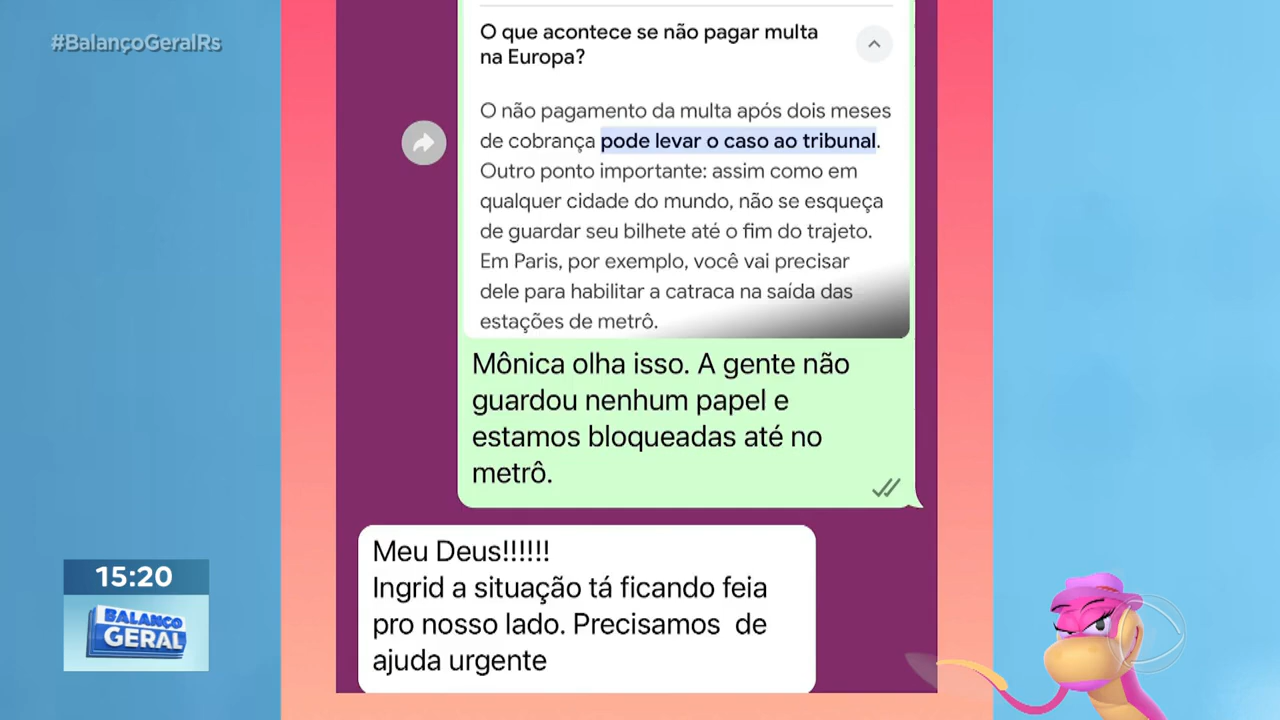 #BalançoGeralRs
O que acontece se não pagar multa
na Europa?
O não pagamento da multa após dois meses
de cobrança pode levar o caso ao tribunal.
Outro ponto importante: assim como em
qualquer cidade do mundo, não se esqueça
de guardar seu bilhete até o fim do trajeto.
Em Paris, por exemplo, você vai precisar
dele para habilitar a catraca na saída das
estações de metrô.
Mônica olha isso. A gente não
guardou nenhum papel e
estamos bloqueadas até no
metrô.
Meu Deus!!!!!!
Ingrid a situação tá ficando feia
pro nosso lado. Precisamos de
ajuda urgente
15:20
BALANÇO
GERAL